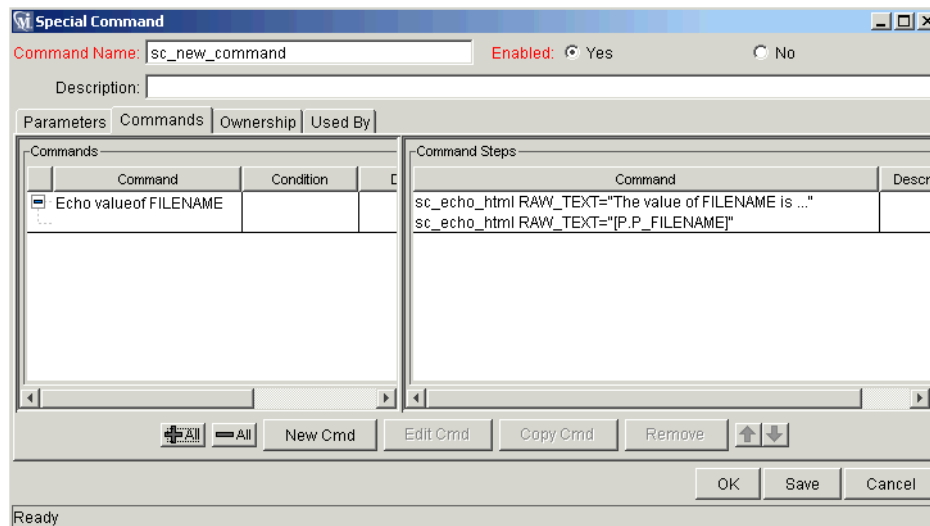 Special Command
Command Name: sc_new_command Enabled: Yes No
Description:
Parameters Commands Ownership Used By
Commands Command Steps
Command Condition D Command Descr
Echo valueof FILENAME sc_echo_html RAW_TEXT="The value of FILENAME is ..."
sc_echo_html RAW_TEXT="[P.P_FILENAME]"
All All New Cmd Edit Cmd Copy Cmd Remove
OK Save Cancel
Ready